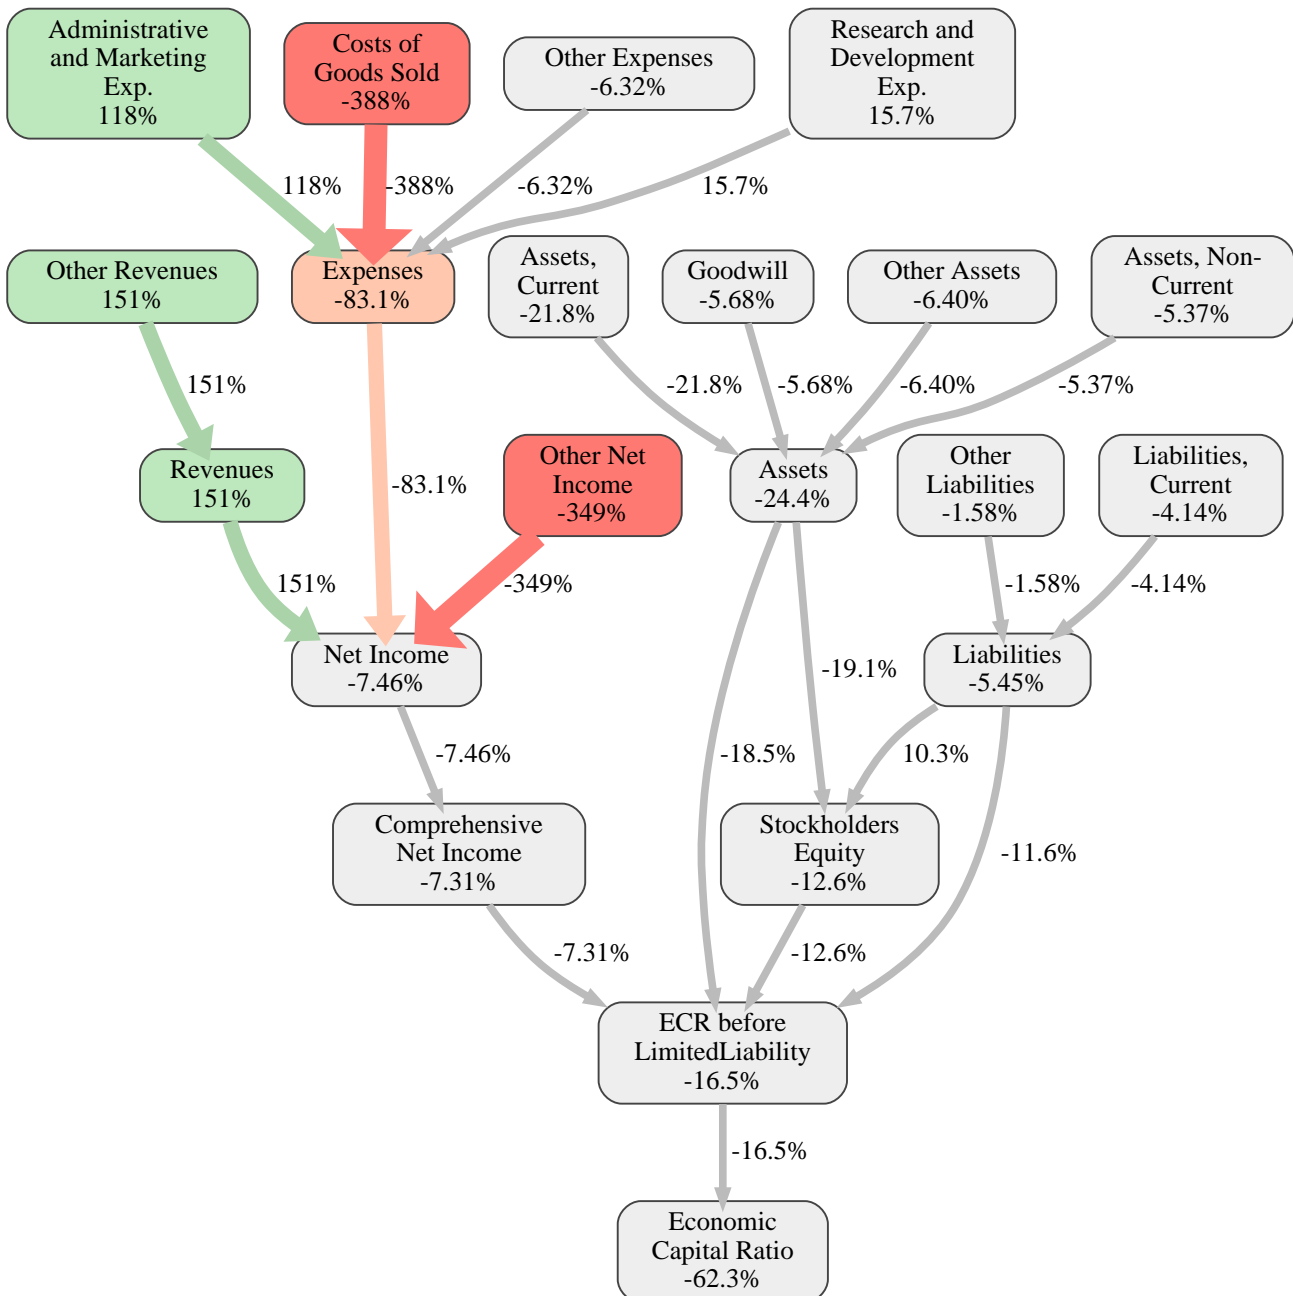 Administrative
and Marketing
Exp.
118%
Costs of
Goods Sold
-388%
Other Expenses
-6.32%
Research and
Development
Exp.
15.7%
118%
-388%
-6.32%
15.7%
Other Revenues
151%
Expenses
-83.1%
Assets,
Current
-21.8%
Goodwill
-5.68%
Other Assets
-6.40%
Assets, Non-
Current
-5.37%
151%
-21.8%
-5.68%
-6.40%
-5.37%
Revenues
151%
-83.1%
Other Net
Income
-349%
Assets
-24.4%
Other
Liabilities
-1.58%
Liabilities,
Current
-4.14%
151%
-349%
-1.58%
-4.14%
Net Income
-7.46%
-19.1%
Liabilities
-5.45%
-7.46%
-18.5%
10.3%
Comprehensive
Net Income
-7.31%
Stockholders
Equity
-12.6%
-11.6%
-7.31%
-12.6%
ECR before
LimitedLiability
-16.5%
-16.5%
Economic
Capital Ratio
-62.3%